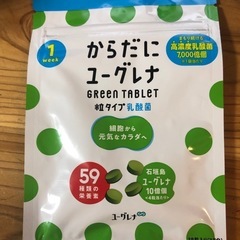 1
week
からだに
ユーグレナ
GREEN TABLET
粒タイプ 乳酸菌
高濃度乳酸菌
7,000億個
細胞から
元気なカラダへ
59
種類の
栄養素
石垣島
ユーグレナ
10億個
ユーグレナ